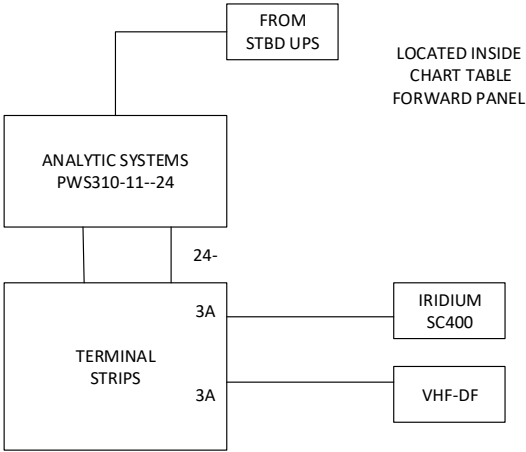 FROM
STBD UPS
LOCATED INSIDE
CHART TABLE
FORWARD PANEL
ANALYTIC SYSTEMS
PWS310-11--24
24-
3A
IRIDIUM
SC400
TERMINAL
STRIPS
3A
VHF-DF